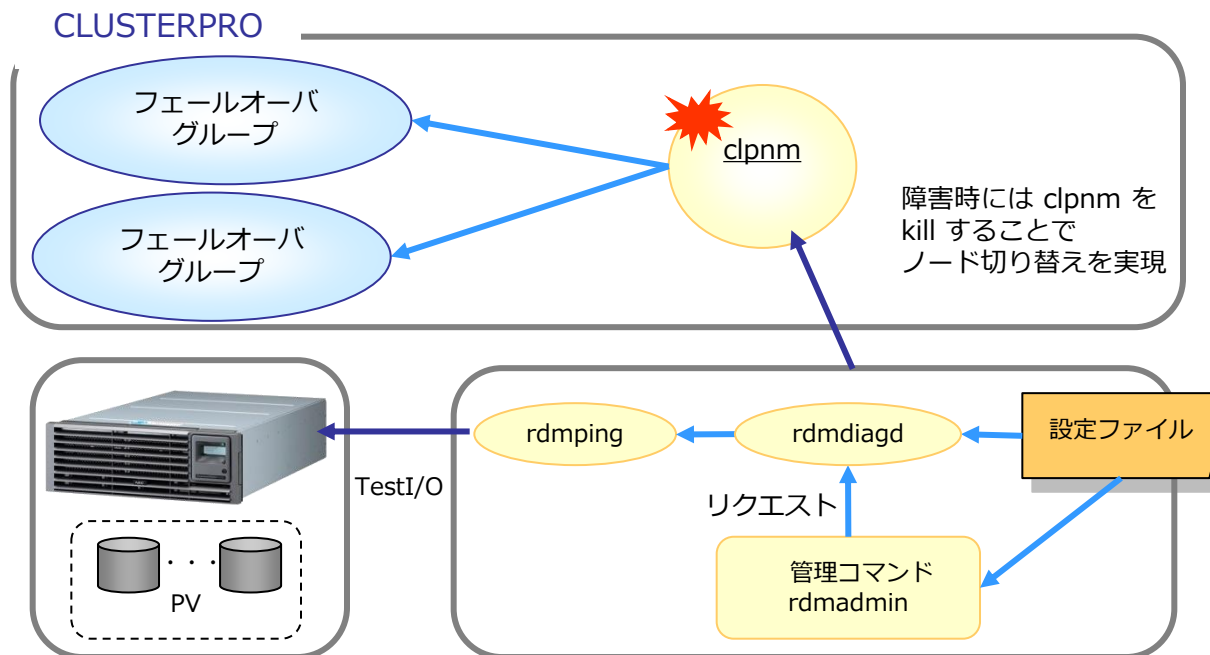 CLUSTERPRO
フェールオーバ
グループ
フェールオーバ
グループ
clpnm
障害時には clpnm を
kill することで
ノード切り替えを実現
TestI/O
・・・
PV
rdmping
rdmdiagd
設定ファイル
リクエスト
管理コマンド
rdmadmin